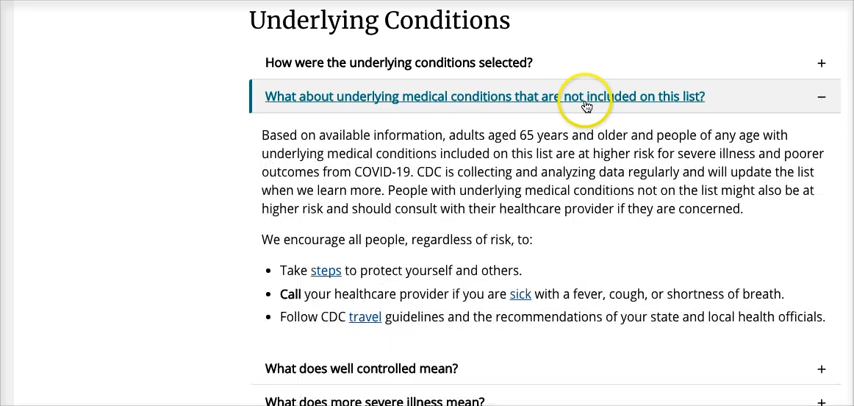 Underlying Conditions
How were the underlying conditions selected? +
What about underlying medical conditions that are not included on this list? −
Based on available information, adults aged 65 years and older and people of any age with
underlying medical conditions included on this list are at higher risk for severe illness and poorer
outcomes from COVID-19. CDC is collecting and analyzing data regularly and will update the list
when we learn more. People with underlying medical conditions not on the list might also be at
higher risk and should consult with their healthcare provider if they are concerned.
We encourage all people, regardless of risk, to:
• Take steps to protect yourself and others.
• Call your healthcare provider if you are sick with a fever, cough, or shortness of breath.
• Follow CDC travel guidelines and the recommendations of your state and local health officials.
What does well controlled mean? +
What does more severe illness mean? +